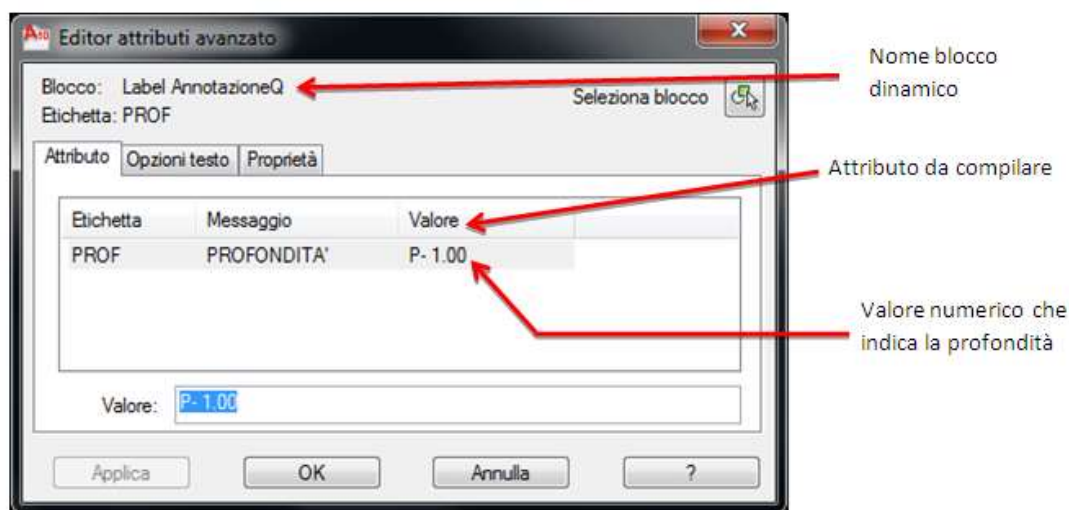 Editor attributi avanzato
Blocco: Label AnnotazioneQ
Etichetta: PROF
Seleziona blocco
Attributo Opzioni testo Proprietà
Etichetta Messaggio Valore
PROF PROFONDITA' P- 1.00
Valore: P- 1.00
Applica OK Annulla ?
Nome blocco
dinamico
Attributo da compilare
Valore numerico che
indica la profondità